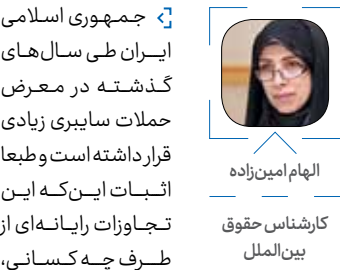 جمهوری اسلامی
ایران طی سال‌های
گذشته در معرض
حملات سایبری زیادی
قرار داشته است و طبعا
اثبات این‌که این
تجاوزات رایانه‌ای از
طرف چه کسانی،
الهام امین‌زاده
کارشناس حقوق
بین‌الملل